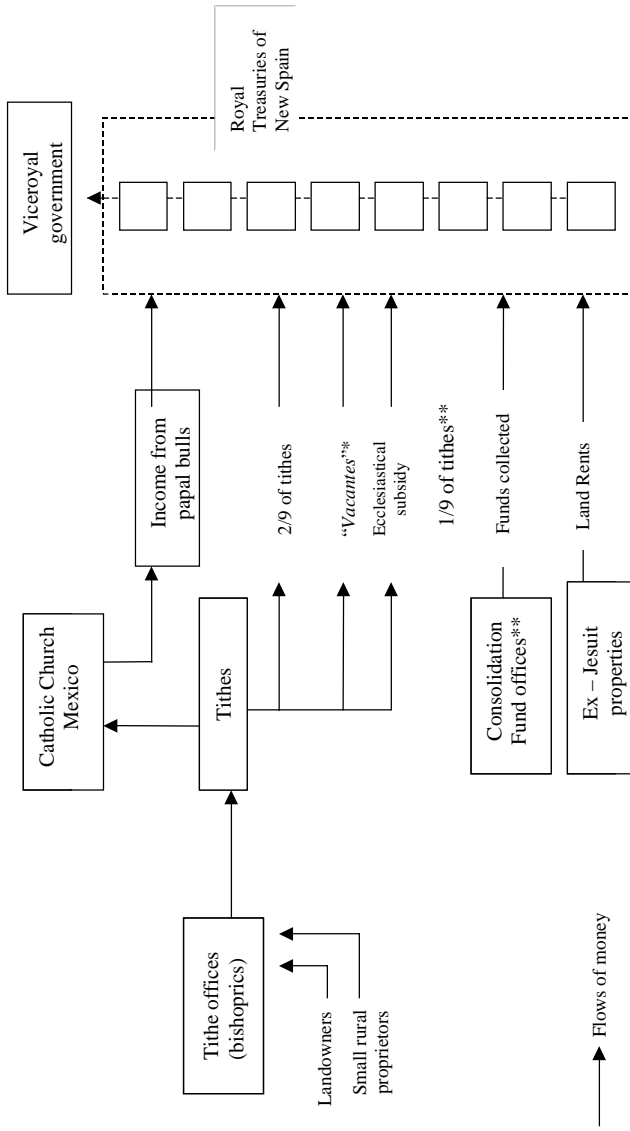 Viceroyal
government
Royal
Treasuries of
New Spain
Income from
papal bulls
2/9 of tithes
“Vacantes”*
Ecclesiastical
subsidy
1/9 of tithes**
Funds collected
Land Rents
Catholic Church
Mexico
Tithes
Consolidation
Fund offices**
Ex – Jesuit
properties
Tithe offices
(bishoprics)
Landowners
Small rural
proprietors
Flows of money